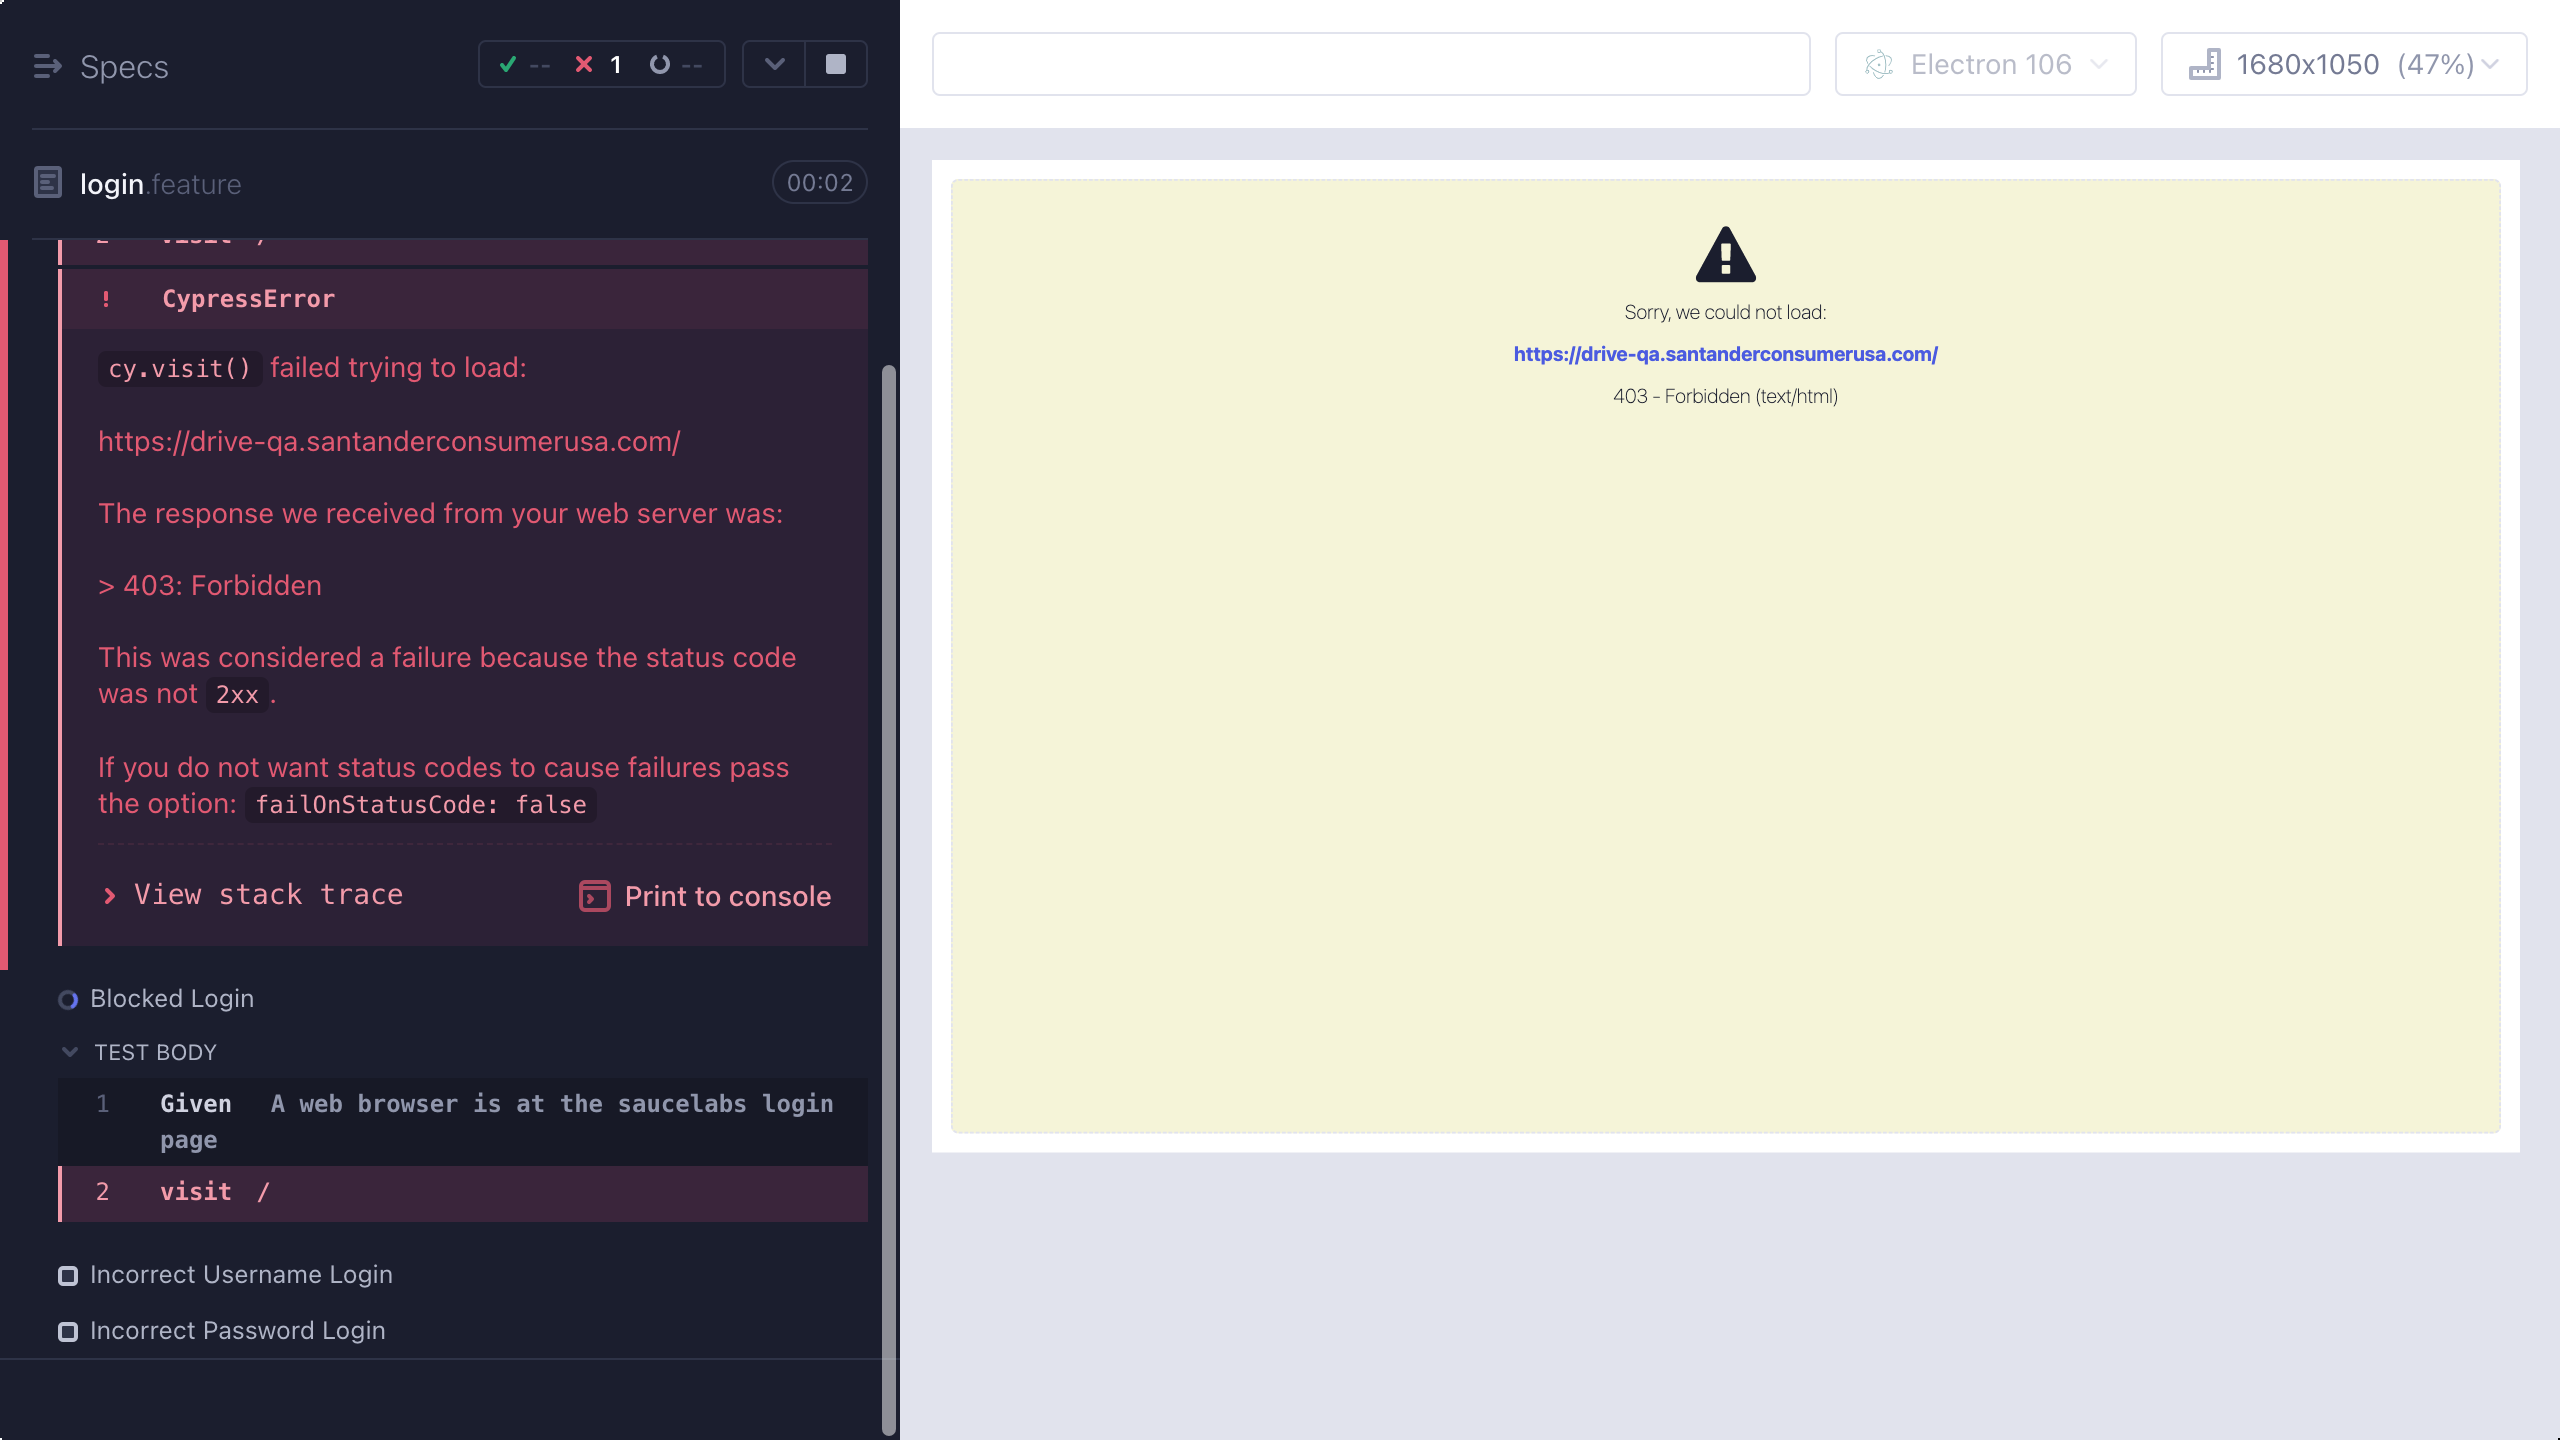 Specs
-- 1 --
login.feature
00:02
2 visit /
! CypressError
cy.visit() failed trying to load:
https://drive-qa.santanderconsumerusa.com/
The response we received from your web server was:
> 403: Forbidden
This was considered a failure because the status code
was not 2xx.
If you do not want status codes to cause failures pass
the option: failOnStatusCode: false
View stack trace
Print to console
Blocked Login
TEST BODY
1 Given A web browser is at the saucelabs login
page
2 visit /
Incorrect Username Login
Incorrect Password Login
Electron 106
1680x1050 (47%)
Sorry, we could not load:
https://drive-qa.santanderconsumerusa.com/
403 - Forbidden (text/html)